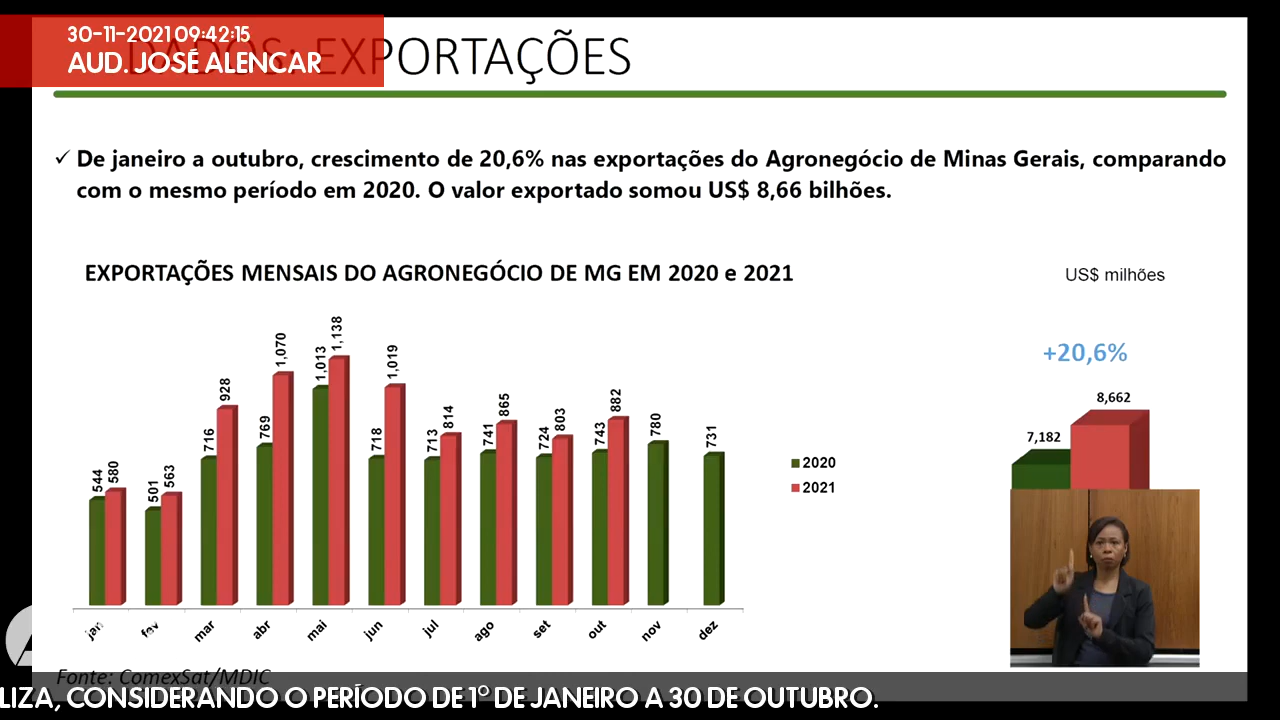 30-11-2021 09:42:15
AUD. JOSÉ ALENCAR
DADOS: EXPORTAÇÕES
✓ De janeiro a outubro, crescimento de 20,6% nas exportações do Agronegócio de Minas Gerais, comparando
com o mesmo período em 2020. O valor exportado somou US$ 8,66 bilhões.
EXPORTAÇÕES MENSAIS DO AGRONEGÓCIO DE MG EM 2020 e 2021
US$ milhões
+20,6%
7,182
8,662
544 580 501 563 716 928 769 1,070 1,013 1,138 718 1,019 713 814 741 865 724 803 743 882 780 731
2020
2021
jan fev mar abr mai jun jul ago set out nov dez
Fonte: ComexSat/MDIC
LIZA, CONSIDERANDO O PERÍODO DE 1º DE JANEIRO A 30 DE OUTUBRO.